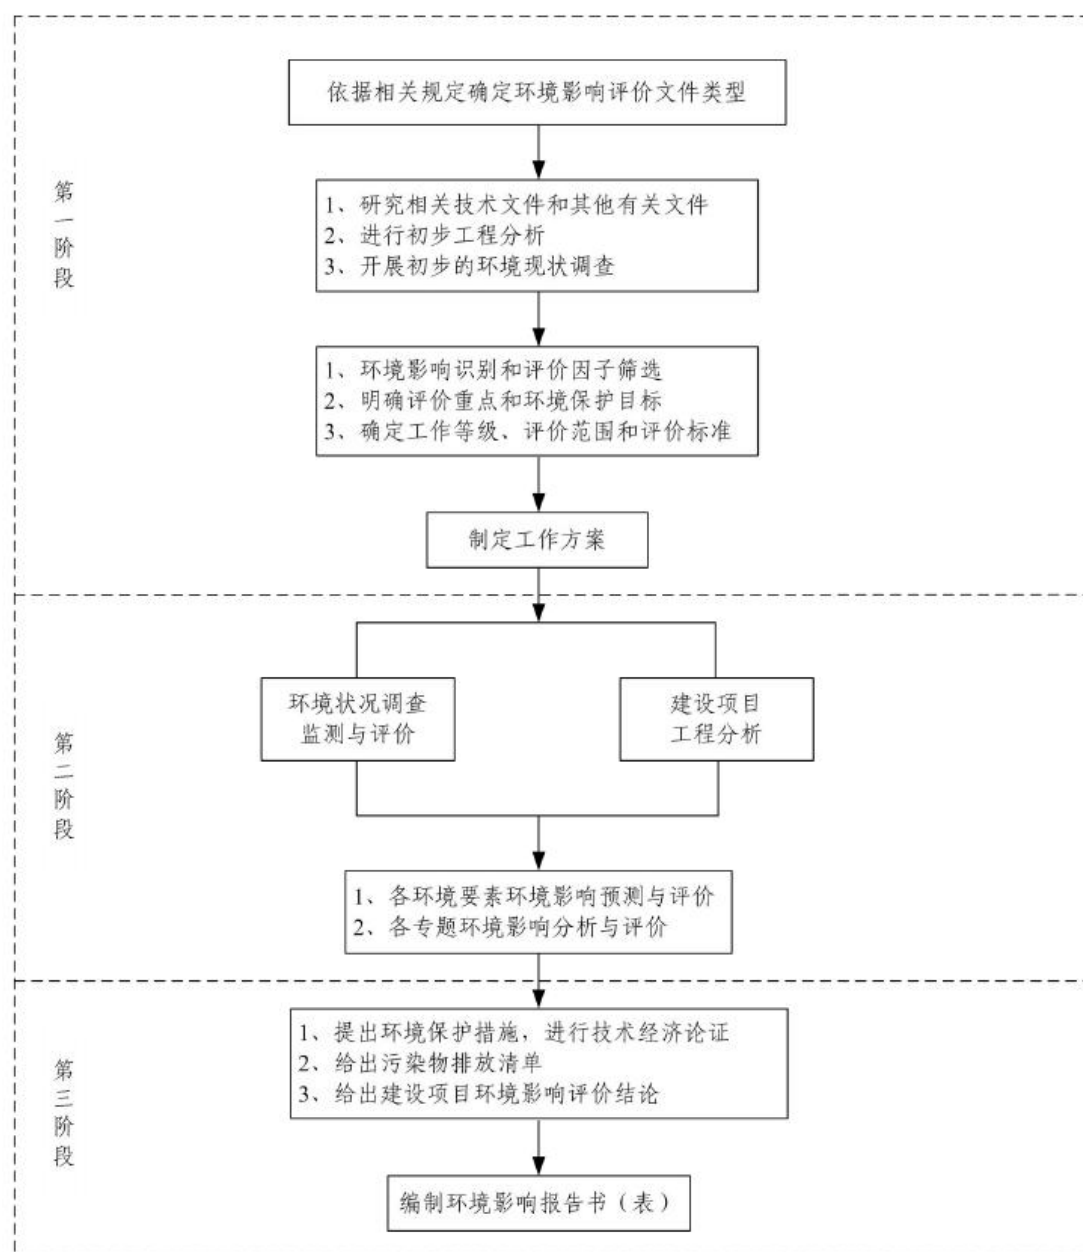 依据相关规定确定环境影响评价文件类型
第一阶段
1、研究相关技术文件和其他有关文件
2、进行初步工程分析
3、开展初步的环境现状调查
1、环境影响识别和评价因子筛选
2、明确评价重点和环境保护目标
3、确定工作等级、评价范围和评价标准
制定工作方案
第二阶段
环境状况调查
监测与评价
建设项目
工程分析
1、各环境要素环境影响预测与评价
2、各专题环境影响分析与评价
第三阶段
1、提出环境保护措施，进行技术经济论证
2、给出污染物排放清单
3、给出建设项目环境影响评价结论
编制环境影响报告书（表）